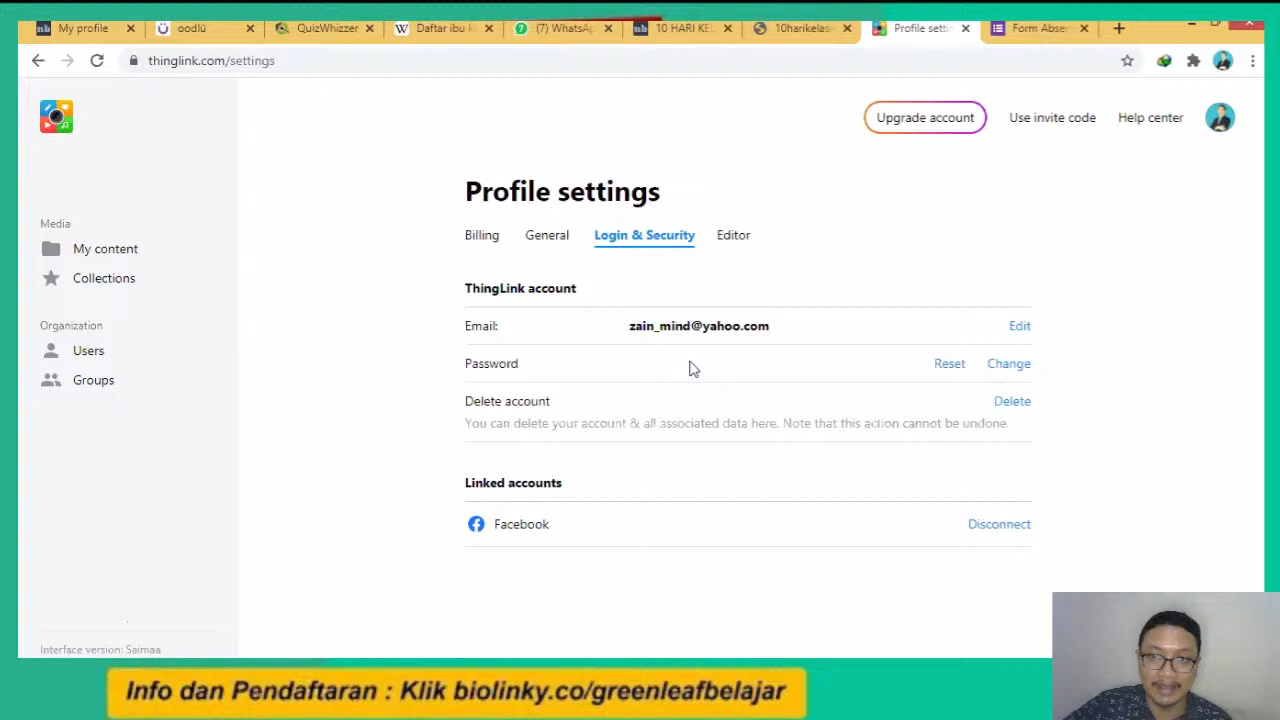 My profile
oodlü
QuizWhizzer
Daftar ibu k
(7) WhatsAp
10 HARI KEL
10harikelas
Profile setti
Form Absen
thinglink.com/settings
Upgrade account
Use invite code
Help center
Profile settings
Billing
General
Login & Security
Editor
Media
My content
Collections
Organization
Users
Groups
ThingLink account
Email:
zain_mind@yahoo.com
Edit
Password
Reset
Change
Delete account
Delete
You can delete your account & all associated data here. Note that this action cannot be undone.
Linked accounts
Facebook
Disconnect
Interface version: Saimaa
Info dan Pendaftaran : Klik biolinky.co/greenleafbelajar